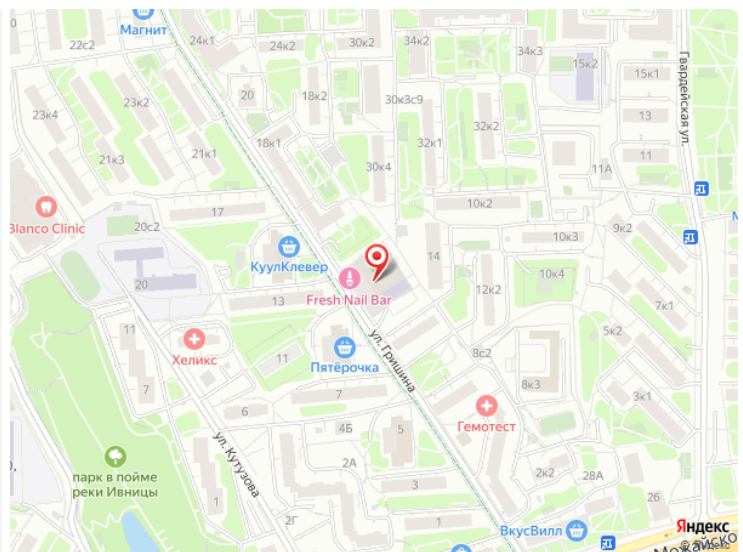 Магнит
22с2
24к1
24к2
30к2
34к2
34к3
15к2
15к1
Гвардейская ул.
23к4
23к2
20
18к2
30к3с9
13
32к2
32к1
18к1
21к1
21к3
30к4
11
11А
Blanco Clinic
20с2
17
10к2
9к2
10к3
КуулКлевер
14
20
Fresh Nail Bar
13
12к2
10к4
7к1
11
Хеликс
Пятёрочка
ул. Гришина
5к2
11
8с2
7
7
8к3
3к1
6
4Б
5
Гемотест
ул. Кутузова
2А
парк в пойме
реки Ивницы
2к2
28А
3
1
2Г
1
2б
ВкусВилл
Яндекс